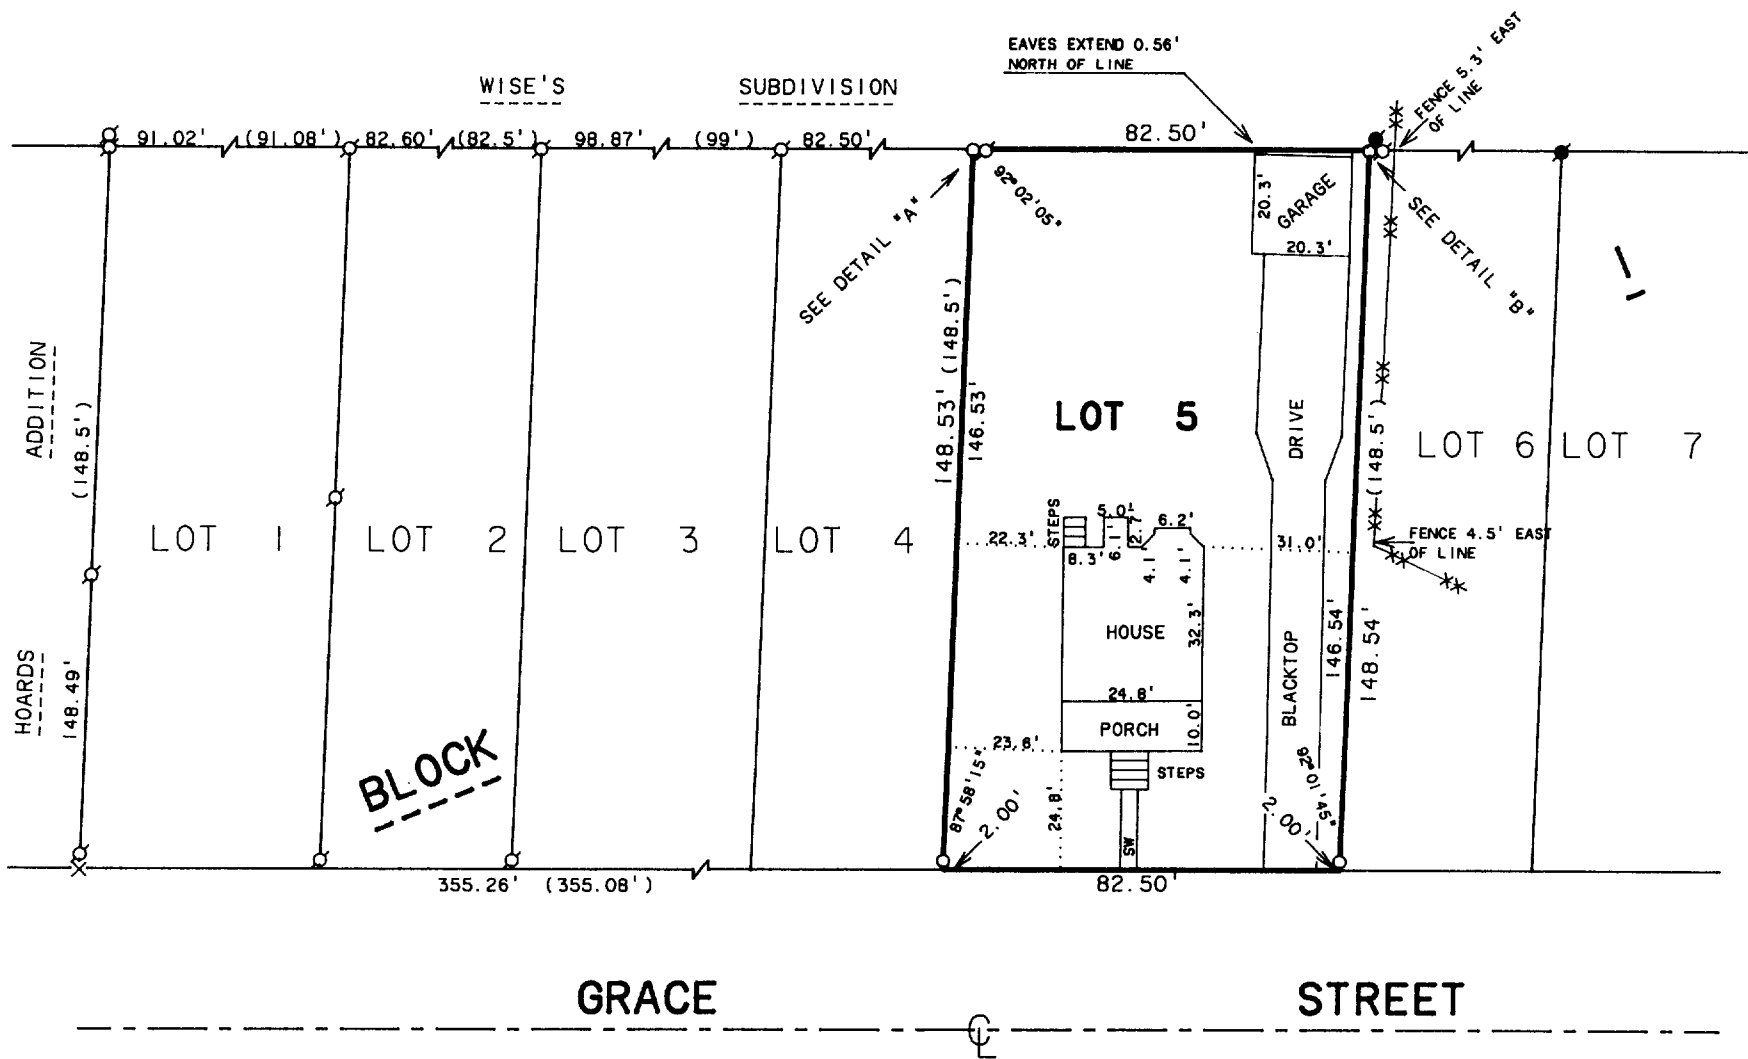 EAVES EXTEND 0.56'
NORTH OF LINE
FENCE 5.3' EAST
OF LINE
WISE'S
SUBDIVISION
91.02'
(91.08')
82.60'
(82.5')
98.87'
(99')
82.50'
82.50'
92°02'05"
20.3'
GARAGE
20.3'
SEE DETAIL "A"
SEE DETAIL "B"
ADDITION
(148.5')
148.53' (148.5')
146.53'
LOT 5
DRIVE
(148.5')
LOT 6
LOT 7
LOT 1
LOT 2
LOT 3
LOT 4
22.3'
STEPS
5.0'
2.7'
6.2'
8.3'
6.1'
4.1'
4.1'
31.0'
FENCE 4.5' EAST
OF LINE
HOUSE
32.3'
146.54'
148.54'
HOARDS
148.49'
24.8'
BLACKTOP
PORCH
10.0'
23.8'
STEPS
BLOCK
1
87°58'15"
2.00'
24.8'
SW
2.00'
92°01'45"
355.26' (355.08')
82.50'
GRACE
STREET
CL